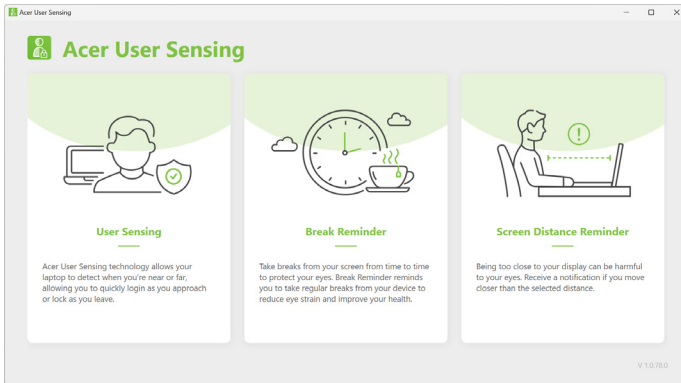 Acer User Sensing
Acer User Sensing
User Sensing
Acer User Sensing technology allows your
laptop to detect when you're near or far,
allowing you to quickly login as you approach
or lock as you leave.
Break Reminder
Take breaks from your screen from time to time
to protect your eyes. Break Reminder reminds
you to take regular breaks from your device to
reduce eye strain and improve your health.
Screen Distance Reminder
Being too close to your display can be harmful
to your eyes. Receive a notification if you move
closer than the selected distance.
V 1.0.78.0